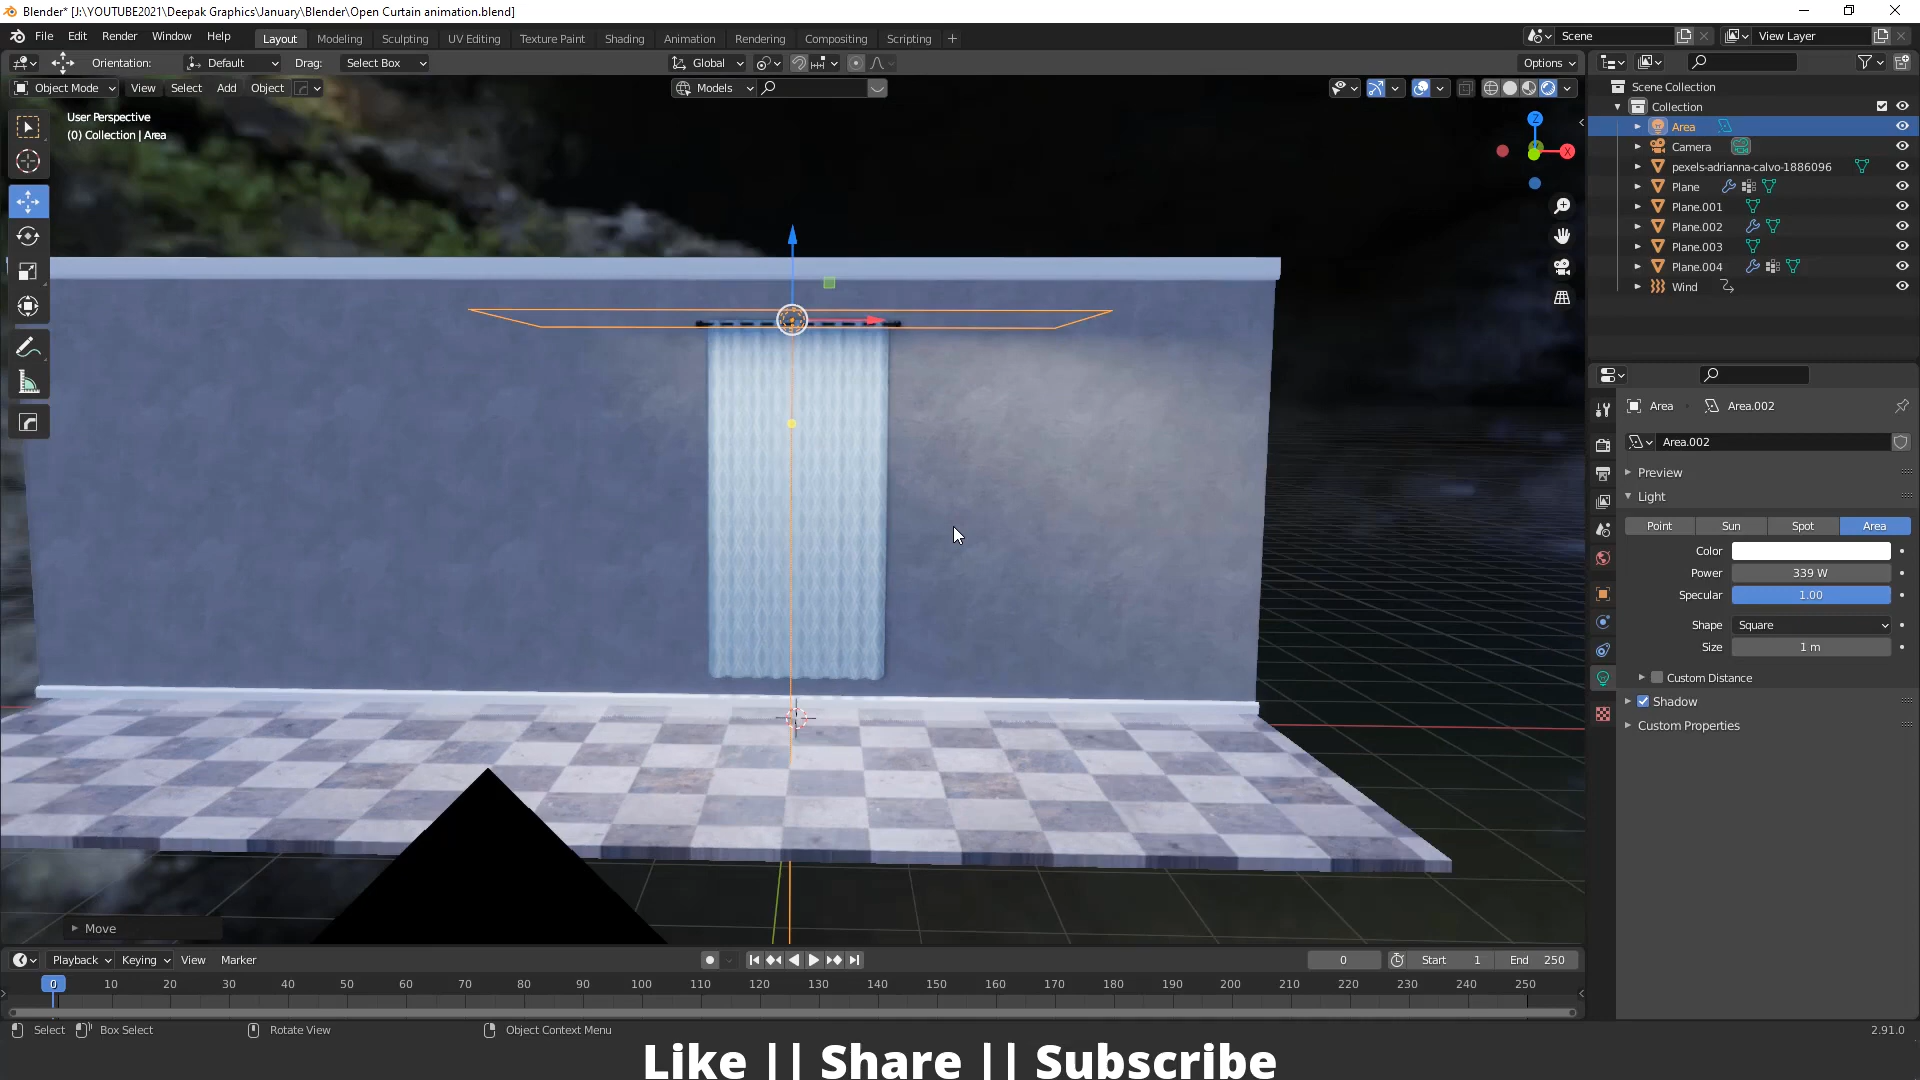 Blender* [J:\YOUTUBE2021\Deepak Graphics\January\Blender\Open Curtain animation.blend]
File Edit Render Window Help Layout Modeling Sculpting UV Editing Texture Paint Shading Animation Rendering Compositing Scripting + Scene View Layer
Orientation: Default Drag: Select Box Global Options
Object Mode View Select Add Object Models
User Perspective
(0) Collection | Area
Z
X
Scene Collection
Collection
Area
Camera
pexels-adrianna-calvo-1886096
Plane
Plane.001
Plane.002
Plane.003
Plane.004
Wind
Area Area.002
Area.002
Preview
Light
Point Sun Spot Area
Color
Power 339 W
Specular 1.00
Shape Square
Size 1 m
Custom Distance
Shadow
Custom Properties
Move
Playback Keying View Marker 0 Start 1 End 250
0 10 20 30 40 50 60 70 80 90 100 110 120 130 140 150 160 170 180 190 200 210 220 230 240 250
Select Box Select Rotate View Object Context Menu 2.91.0
Like || Share || Subscribe